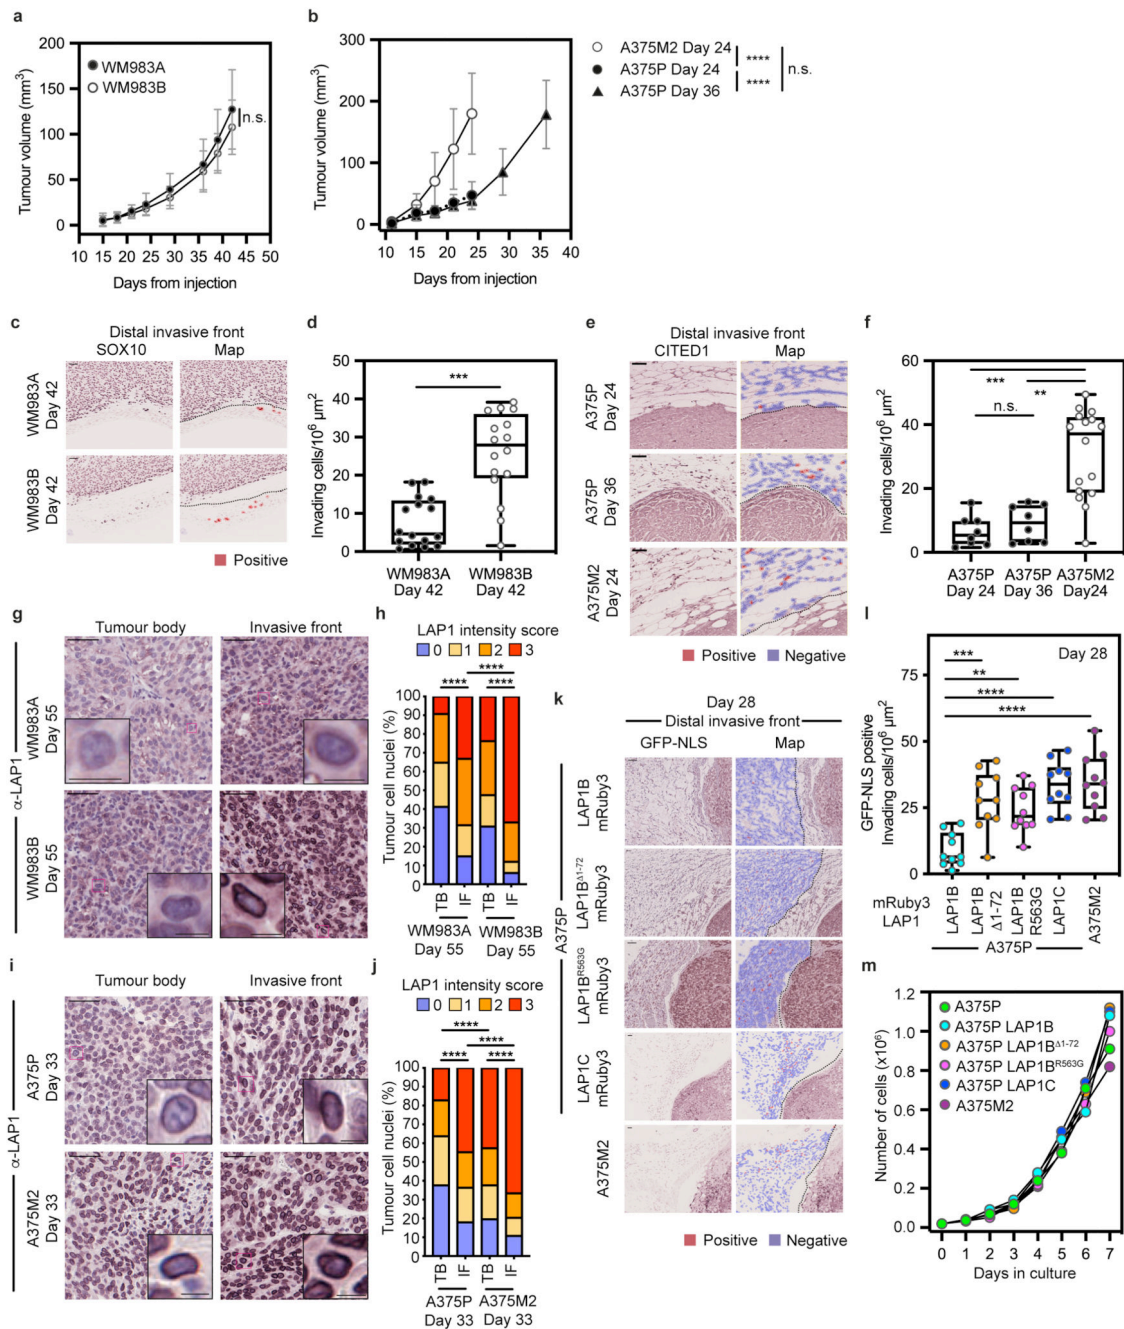 a
200
150
100
50
0
Tumour volume (mm3)
WM983A
WM983B
n.s.
10 15 20 25 30 35 40 45 50
Days from injection
b
300
200
100
0
Tumour volume (mm3)
10 15 20 25 30 35 40
Days from injection
A375M2 Day 24
A375P Day 24
A375P Day 36
****
****
n.s.
c
Distal invasive front
SOX10 Map
WM983A
Day 42
WM983B
Day 42
Positive
d
50
40
30
20
10
0
Invading cells/10⁶ μm²
***
WM983A
Day 42
WM983B
Day 42
e
Distal invasive front
CITED1 Map
A375P
Day 24
A375P
Day 36
A375M2
Day 24
Positive Negative
f
60
40
20
0
Invading cells/10⁶ μm²
***
**
n.s.
A375P
Day 24
A375P
Day 36
A375M2
Day24
g
Tumour body Invasive front
α-LAP1
WM983A
Day 55
WM983B
Day 55
h
LAP1 intensity score
0 1 2 3
****
**** ****
100
90
80
70
60
50
40
30
20
10
0
Tumour cell nuclei (%)
TB IF TB IF
WM983A
Day 55
WM983B
Day 55
i
Tumour body Invasive front
α-LAP1
A375P
Day 33
A375M2
Day 33
j
LAP1 intensity score
0 1 2 3
****
****
**** ****
100
90
80
70
60
50
40
30
20
10
0
Tumour cell nuclei (%)
TB IF TB IF
A375P
Day 33
A375M2
Day 33
k
Day 28
Distal invasive front
GFP-NLS Map
A375P
LAP1B
mRuby3
LAP1BΔ1-72
mRuby3
LAP1BR563G
mRuby3
LAP1C
mRuby3
A375M2
Positive Negative
l
Day 28
75
50
25
0
GFP-NLS positive
Invading cells/10⁶ μm²
***
**
****
****
mRuby3
LAP1
LAP1B
LAP1B
Δ1-72
LAP1B
R563G
LAP1C
A375M2
A375P
m
1.2
1.0
0.8
0.6
0.4
0.2
0.0
Number of cells (x10⁶)
A375P
A375P LAP1B
A375P LAP1BΔ1-72
A375P LAP1BR563G
A375P LAP1C
A375M2
0 1 2 3 4 5 6 7
Days in culture